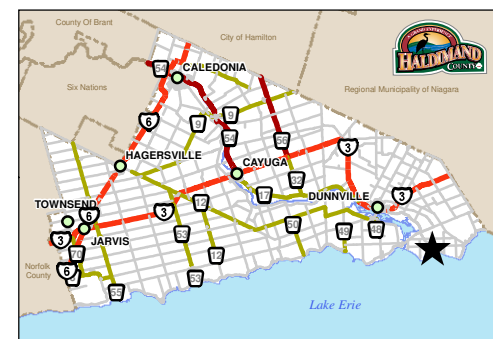 County Of Brant
City of Hamilton
HALDIMAND
COUNTY
54
CALEDONIA
Six Nations
Regional Municipality of Niagara
6
9
9
54
56
3
HAGERSVILLE
CAYUGA
32
17
DUNNVILLE
3
TOWNSEND
6
3
12
3
JARVIS
53
50
49
48
70
12
Norfolk
County
6
53
55
Lake Erie